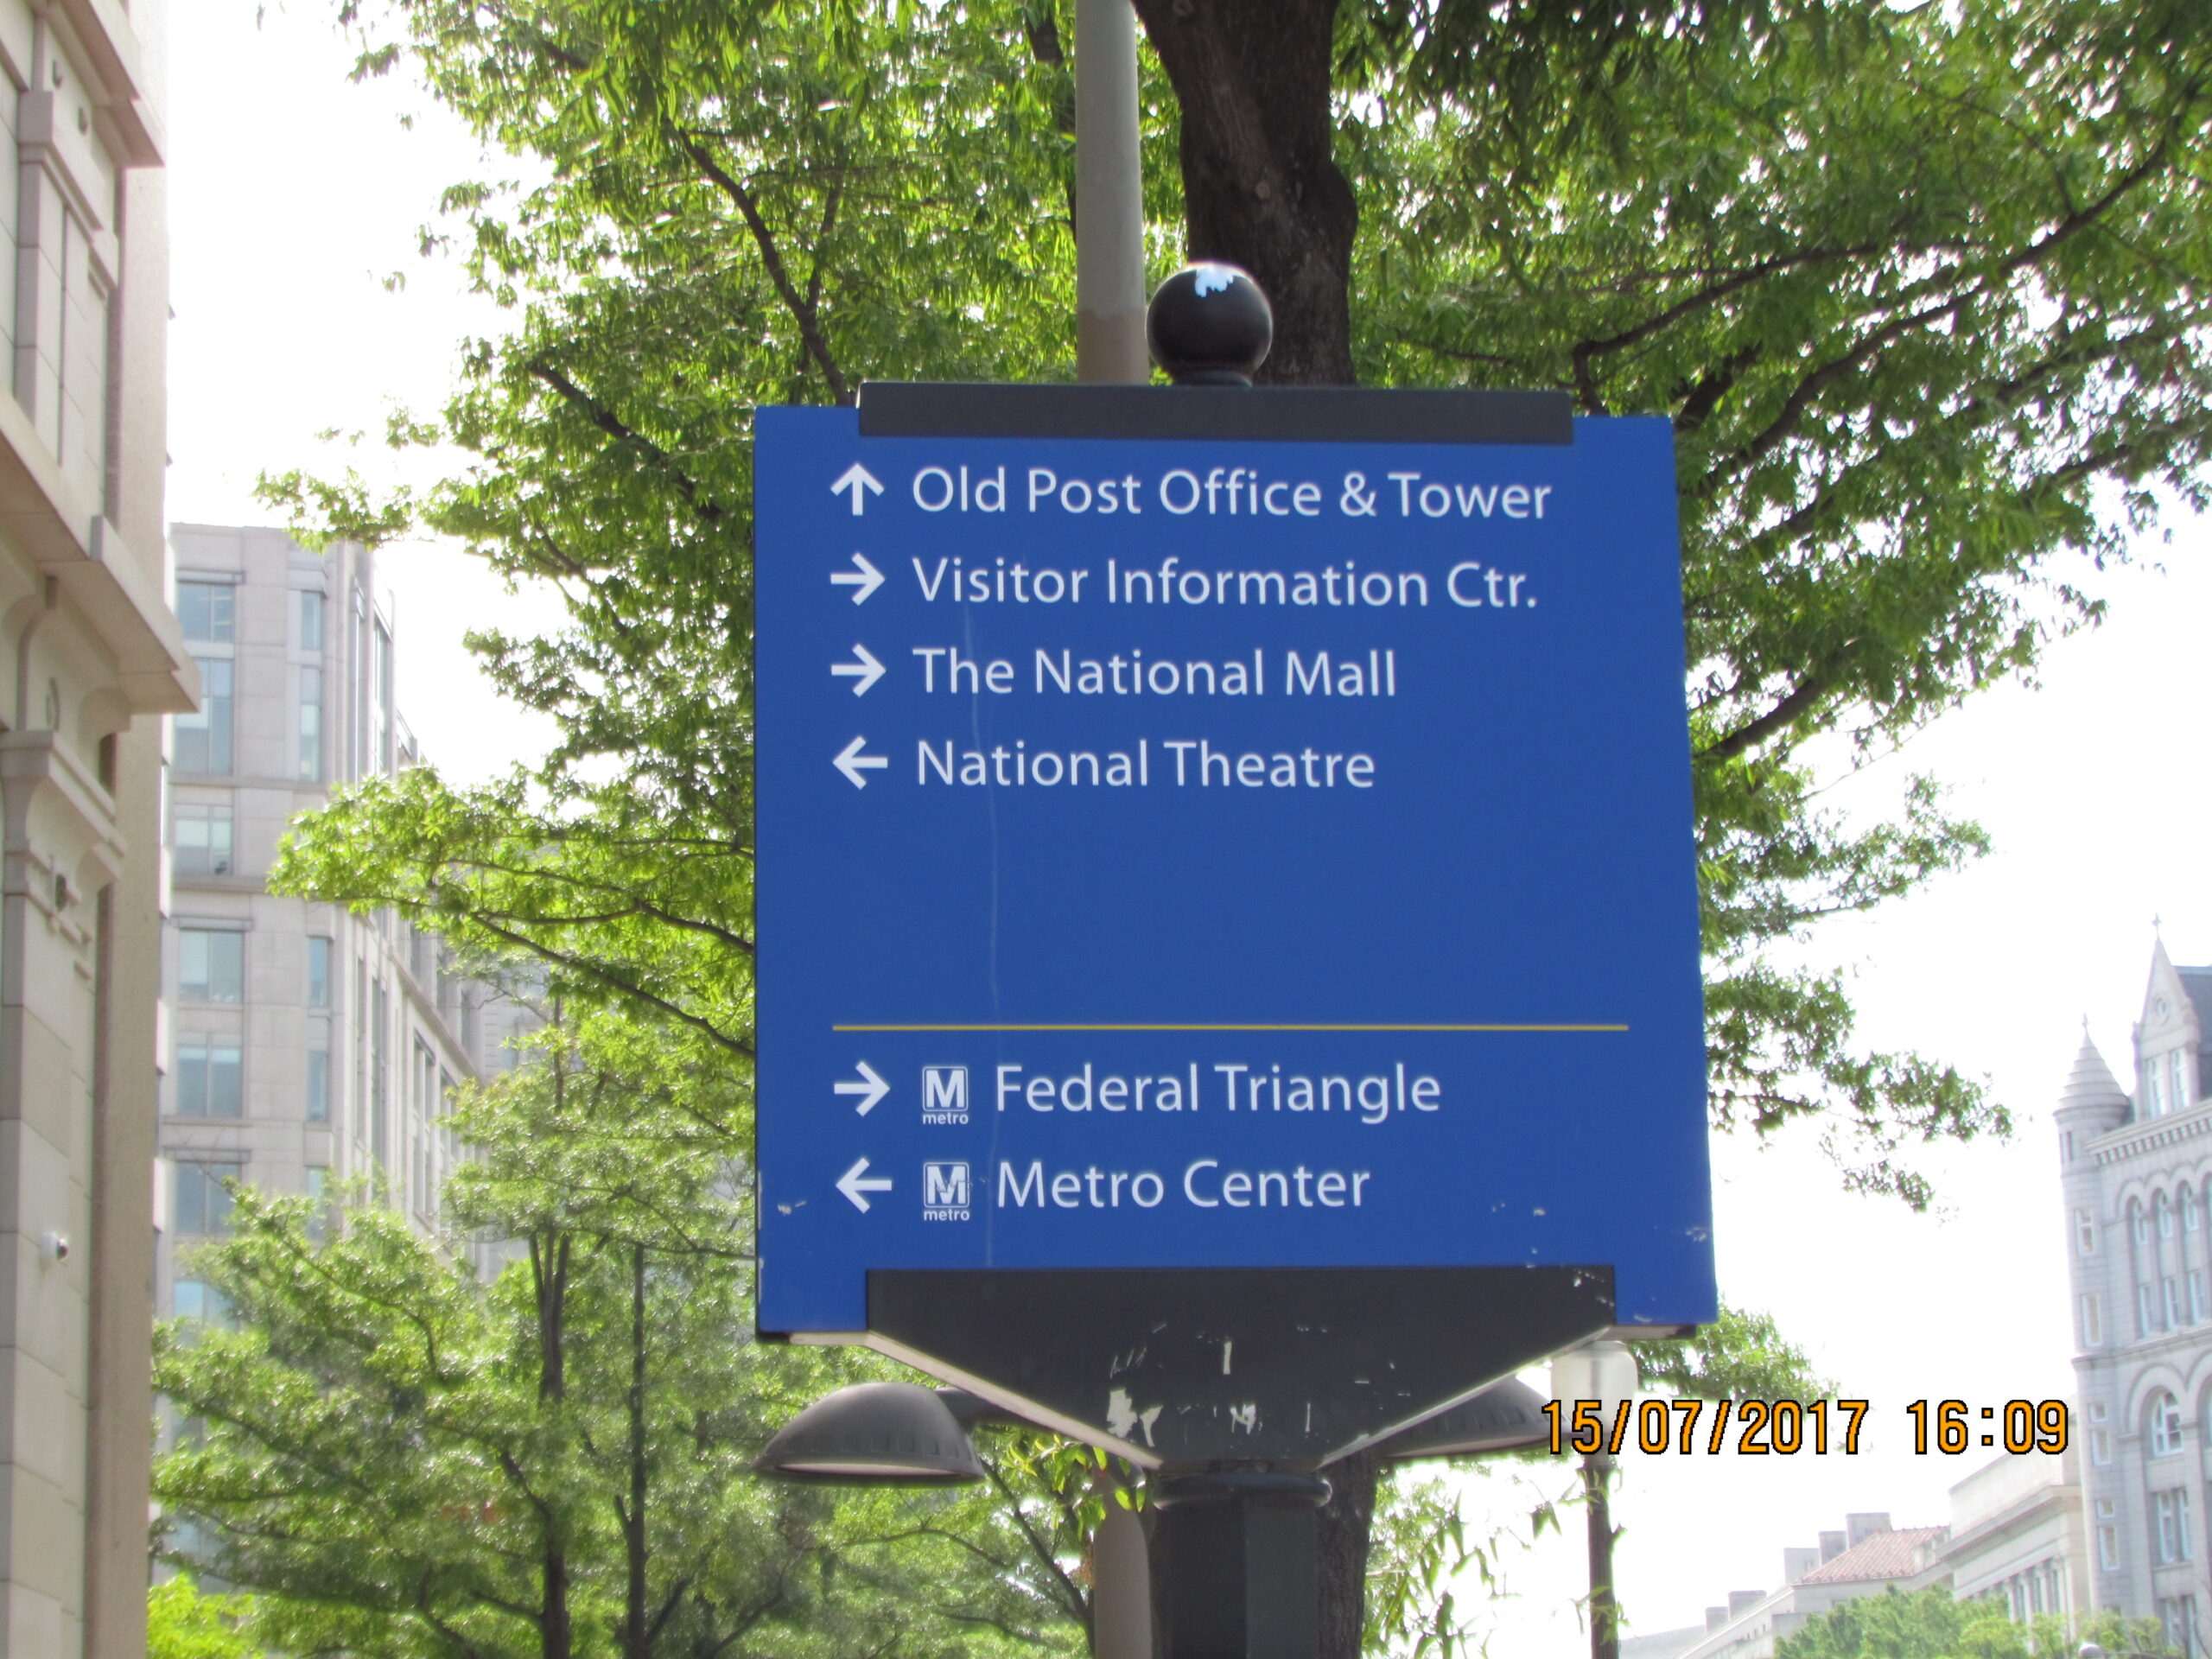 ↑ Old Post Office & Tower
→ Visitor Information Ctr.
→ The National Mall
← National Theatre
→ M metro Federal Triangle
← M metro Metro Center
15/07/2017 16:09